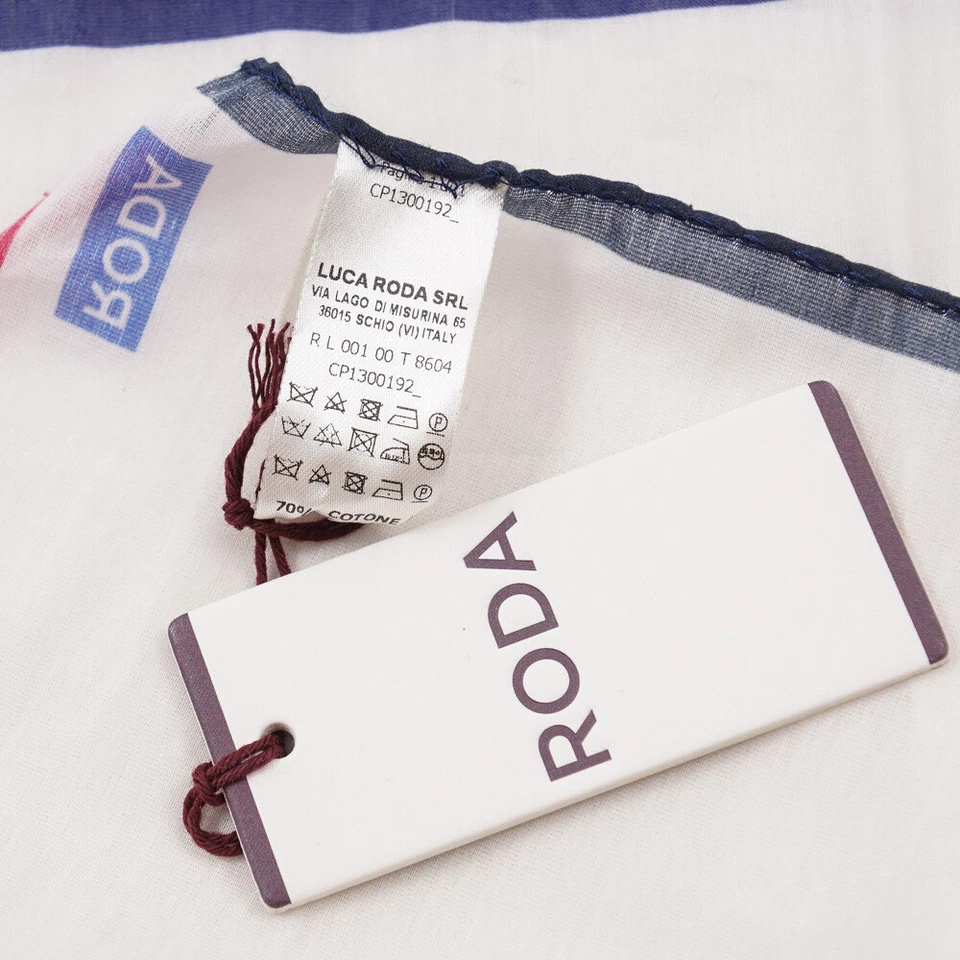 RODA
CP1300192_
LUCA RODA SRL
VIA LAGO DI MISURINA 65
36015 SCHIO (VI) ITALY
R L 001 00 T 8604
CP1300192_
P
P
70% COTONE
RODA